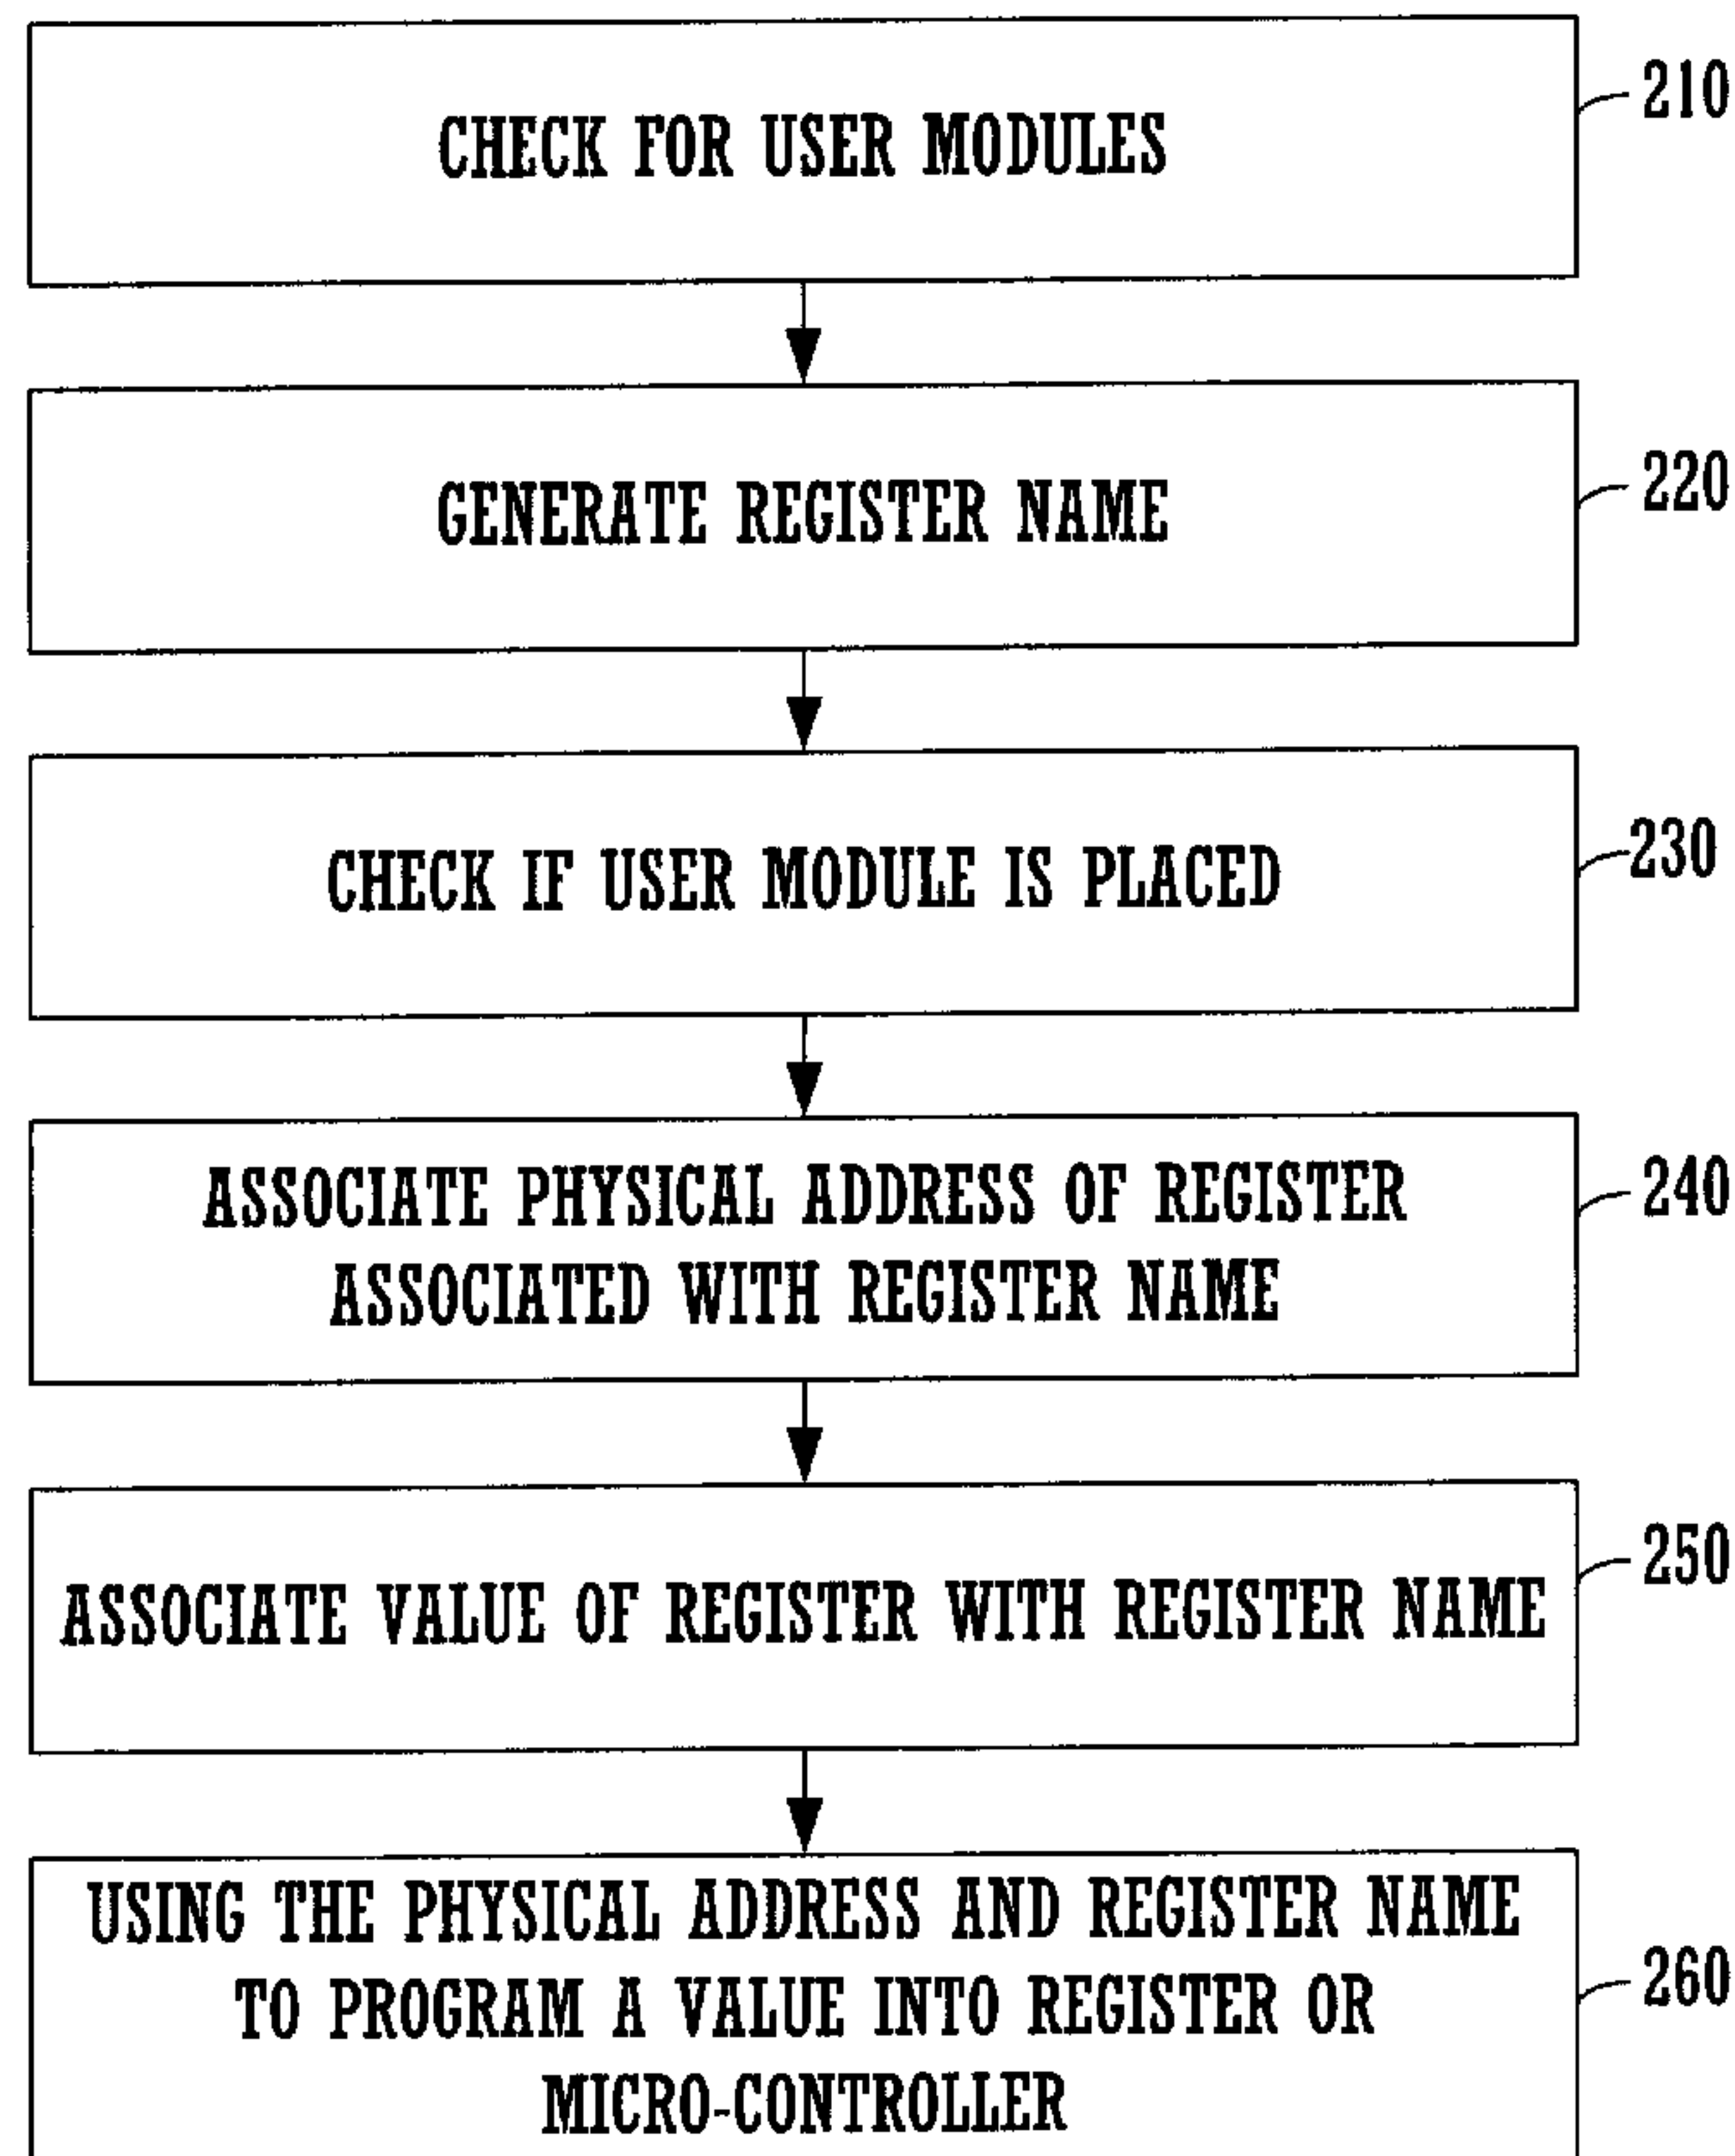 CHECK FOR USER MODULES
210
GENERATE REGISTER NAME
220
CHECK IF USER MODULE IS PLACED
230
ASSOCIATE PHYSICAL ADDRESS OF REGISTER
ASSOCIATED WITH REGISTER NAME
240
ASSOCIATE VALUE OF REGISTER WITH REGISTER NAME
250
USING THE PHYSICAL ADDRESS AND REGISTER NAME
TO PROGRAM A VALUE INTO REGISTER OR
MICRO-CONTROLLER
260